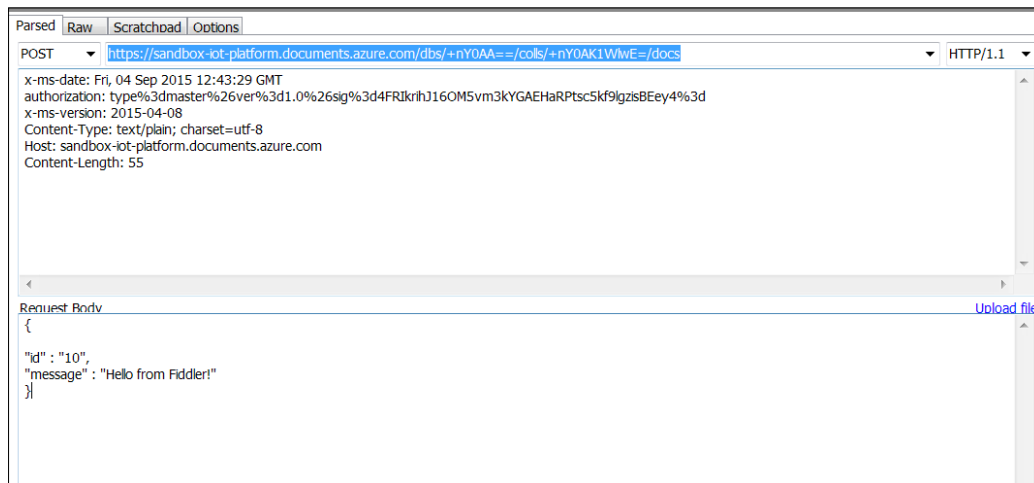 Parsed Raw Scratchpad Options
POST https://sandbox-iot-platform.documents.azure.com/dbs/+nY0AA==/colls/+nY0AK1WlwE=/docs HTTP/1.1
x-ms-date: Fri, 04 Sep 2015 12:43:29 GMT
authorization: type%3dmaster%26ver%3d1.0%26sig%3d4FRIkrihJ16OM5vm3kYGAEHaRPtsc5kf9lgzisBEey4%3d
x-ms-version: 2015-04-08
Content-Type: text/plain; charset=utf-8
Host: sandbox-iot-platform.documents.azure.com
Content-Length: 55
Request Body Upload file
{
"id" : "10",
"message" : "Hello from Fiddler!"
}